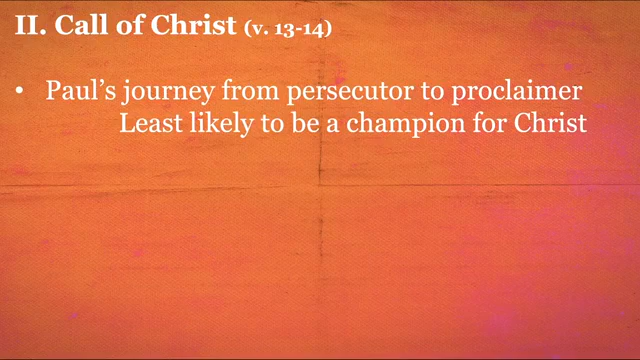 II. Call of Christ (v. 13-14)
• Paul’s journey from persecutor to proclaimer
Least likely to be a champion for Christ